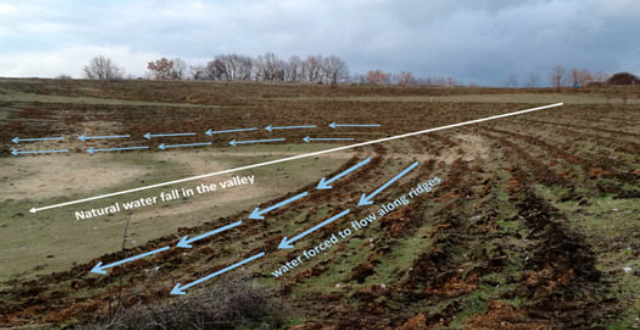 Natural water fall in the valley
water forced to flow along ridges